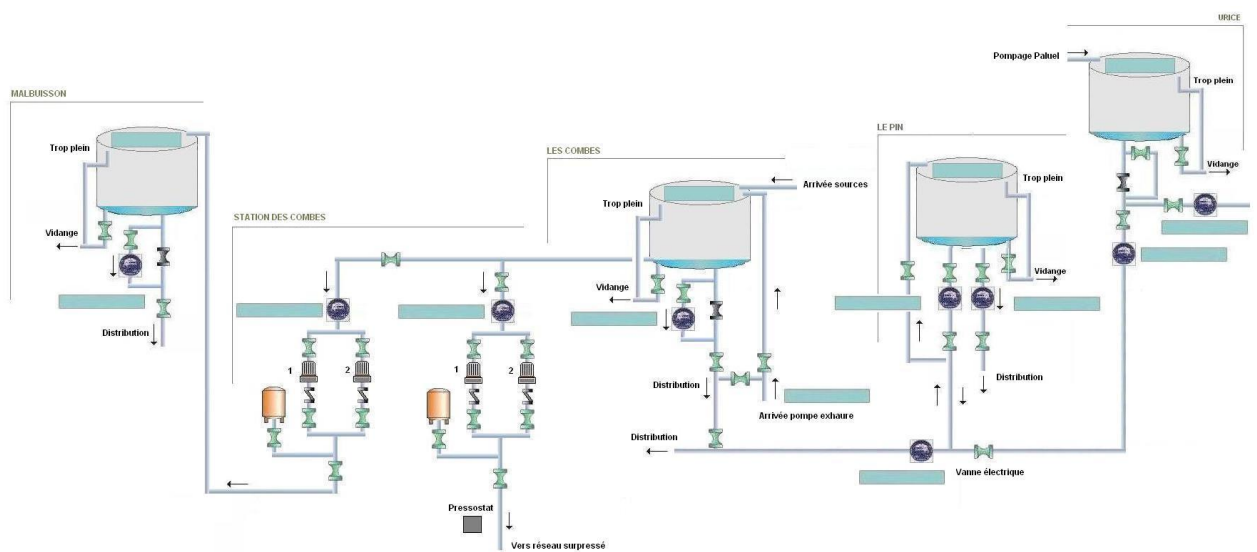 URICE
Pompage Paluel
Trop plein
Vidange
MALBUISSON
Trop plein
Vidange
Distribution
STATION DES COMBES
1
2
1
2
Pressostat
Vers réseau surpressé
LES COMBES
Arrivée sources
Trop plein
Vidange
Distribution
Arrivée pompe exhaure
Distribution
LE PIN
Trop plein
Vidange
Distribution
Vanne électrique